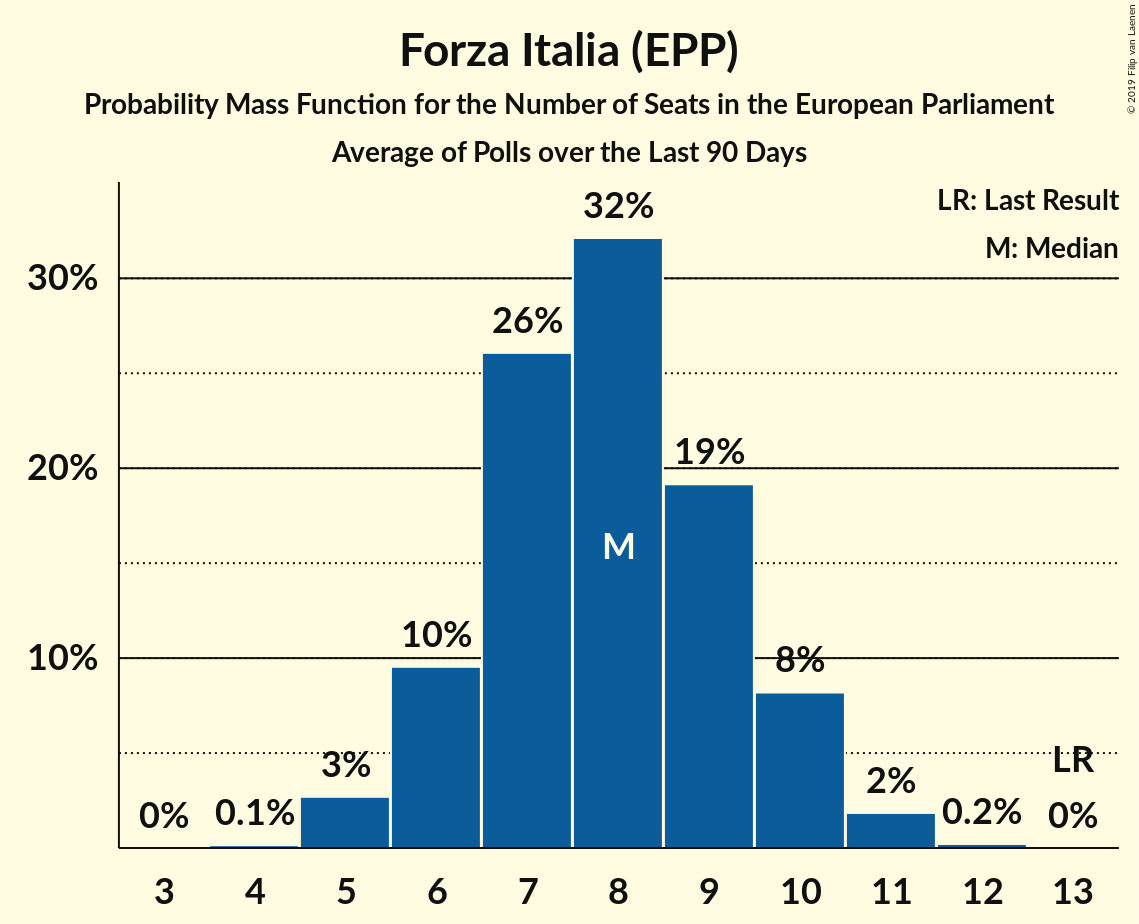 Forza Italia (EPP)
Probability Mass Function for the Number of Seats in the European Parliament
Average of Polls over the Last 90 Days
© 2019 Filip van Laenen
LR: Last Result
M: Median
30%
20%
10%
0%
0.1%
3%
10%
26%
32%
M
19%
8%
2%
0.2%
LR
0%
3 4 5 6 7 8 9 10 11 12 13